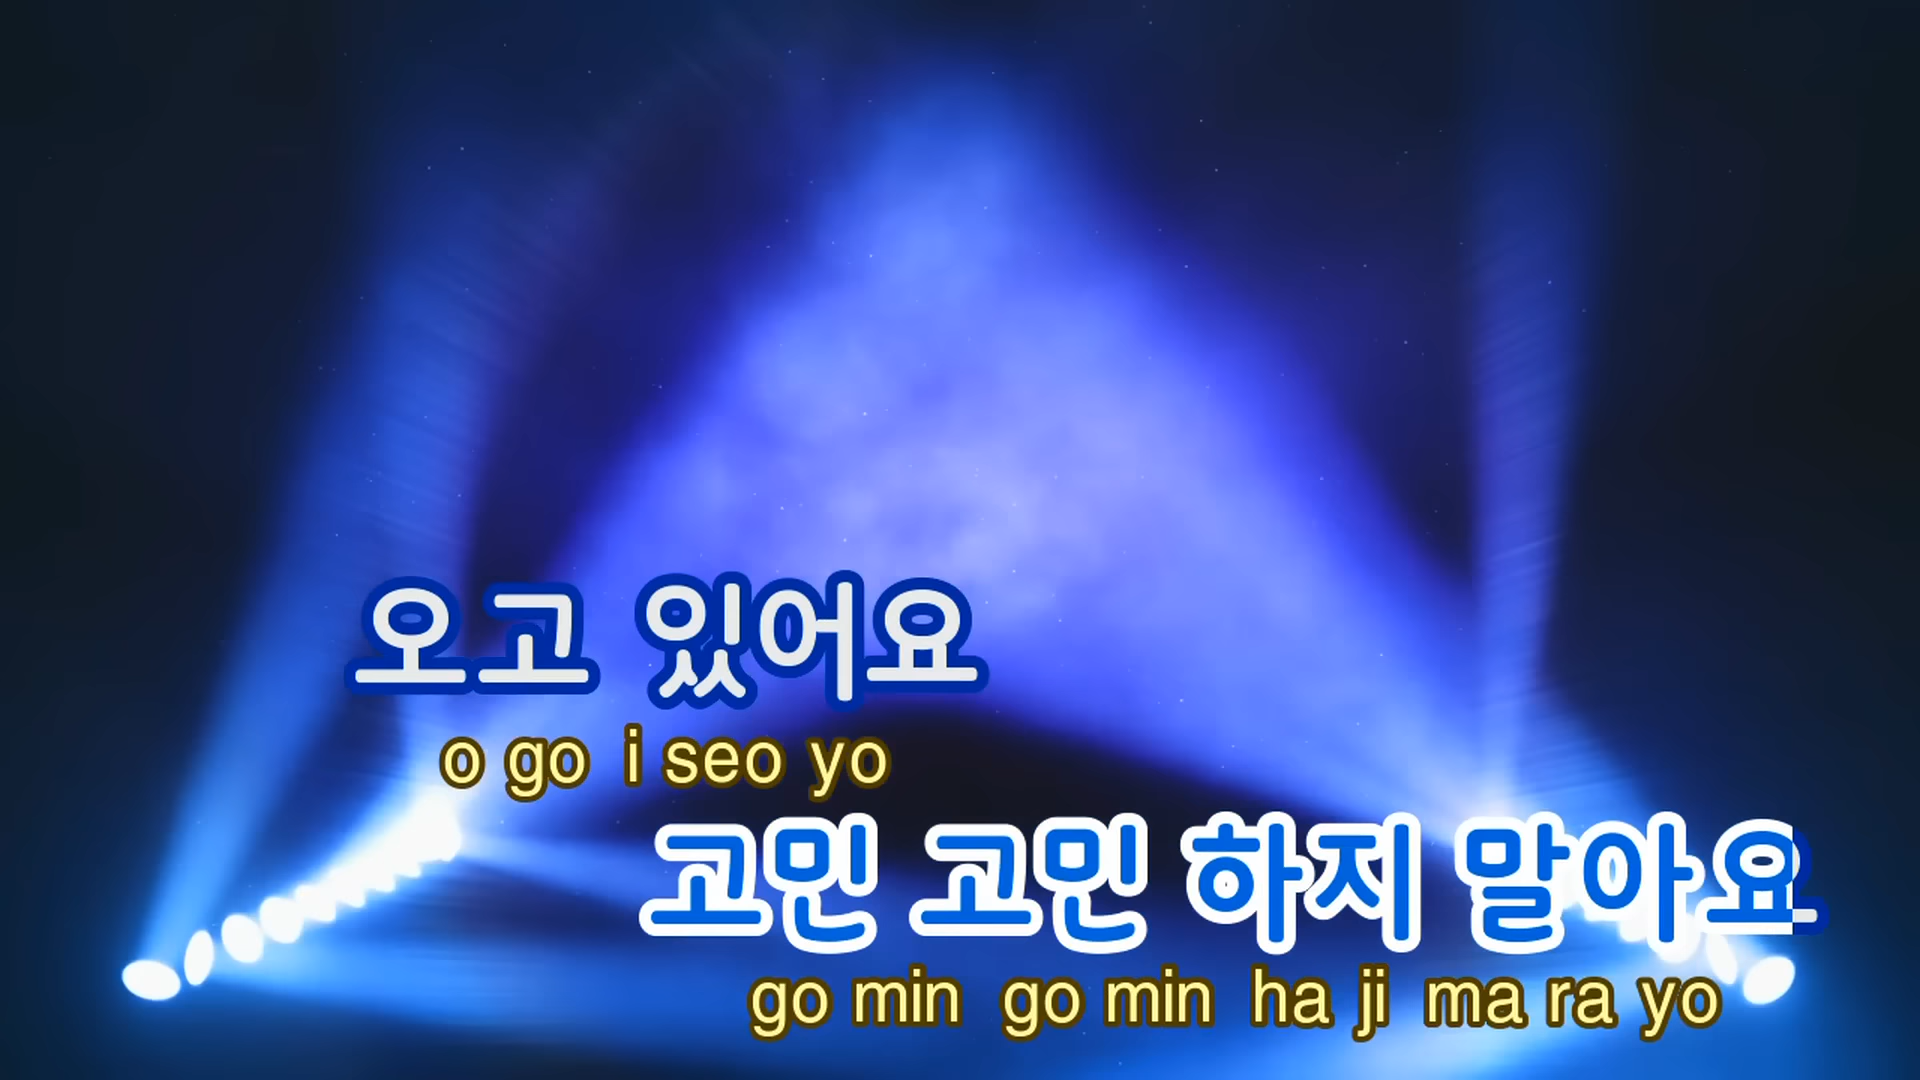 오고 있어요
o go i seo yo
고민 고민 하지 말아요
go min go min ha ji ma ra yo